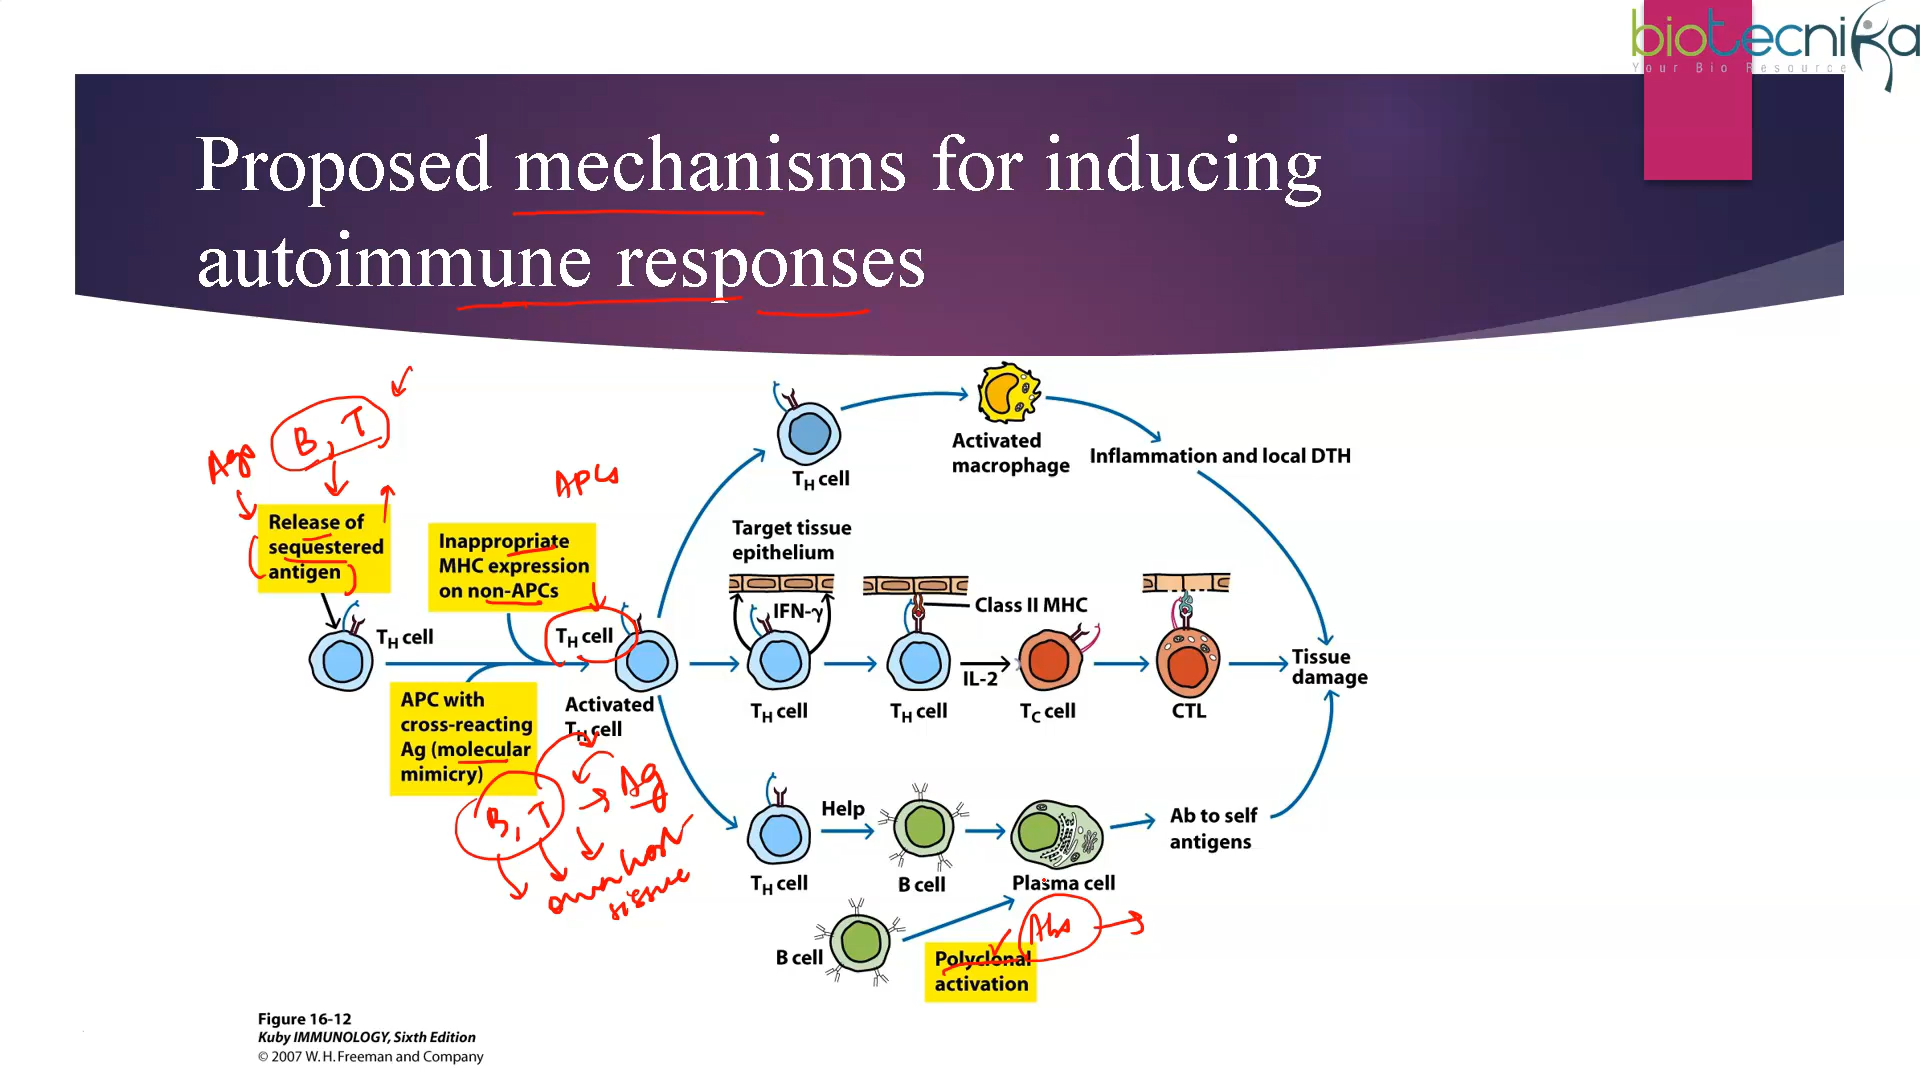 biotecnika
Your Bio Resource
Proposed mechanisms for inducing
autoimmune responses
B, T
Ags
APCs
Release of
sequestered
antigen
Inappropriate
MHC expression
on non-APCs
TH cell
TH cell
APC with
cross-reacting
Ag (molecular
mimicry)
Activated
TH cell
B, T
Ag
own host
tissue
TH cell
Activated
macrophage
Inflammation and local DTH
Target tissue
epithelium
IFN-γ
Class II MHC
IL-2
TH cell
TH cell
TC cell
CTL
Tissue
damage
Help
TH cell
B cell
Plasma cell
Ab to self
antigens
B cell
Abs
Polyclonal
activation
Figure 16-12
Kuby IMMUNOLOGY, Sixth Edition
© 2007 W. H. Freeman and Company